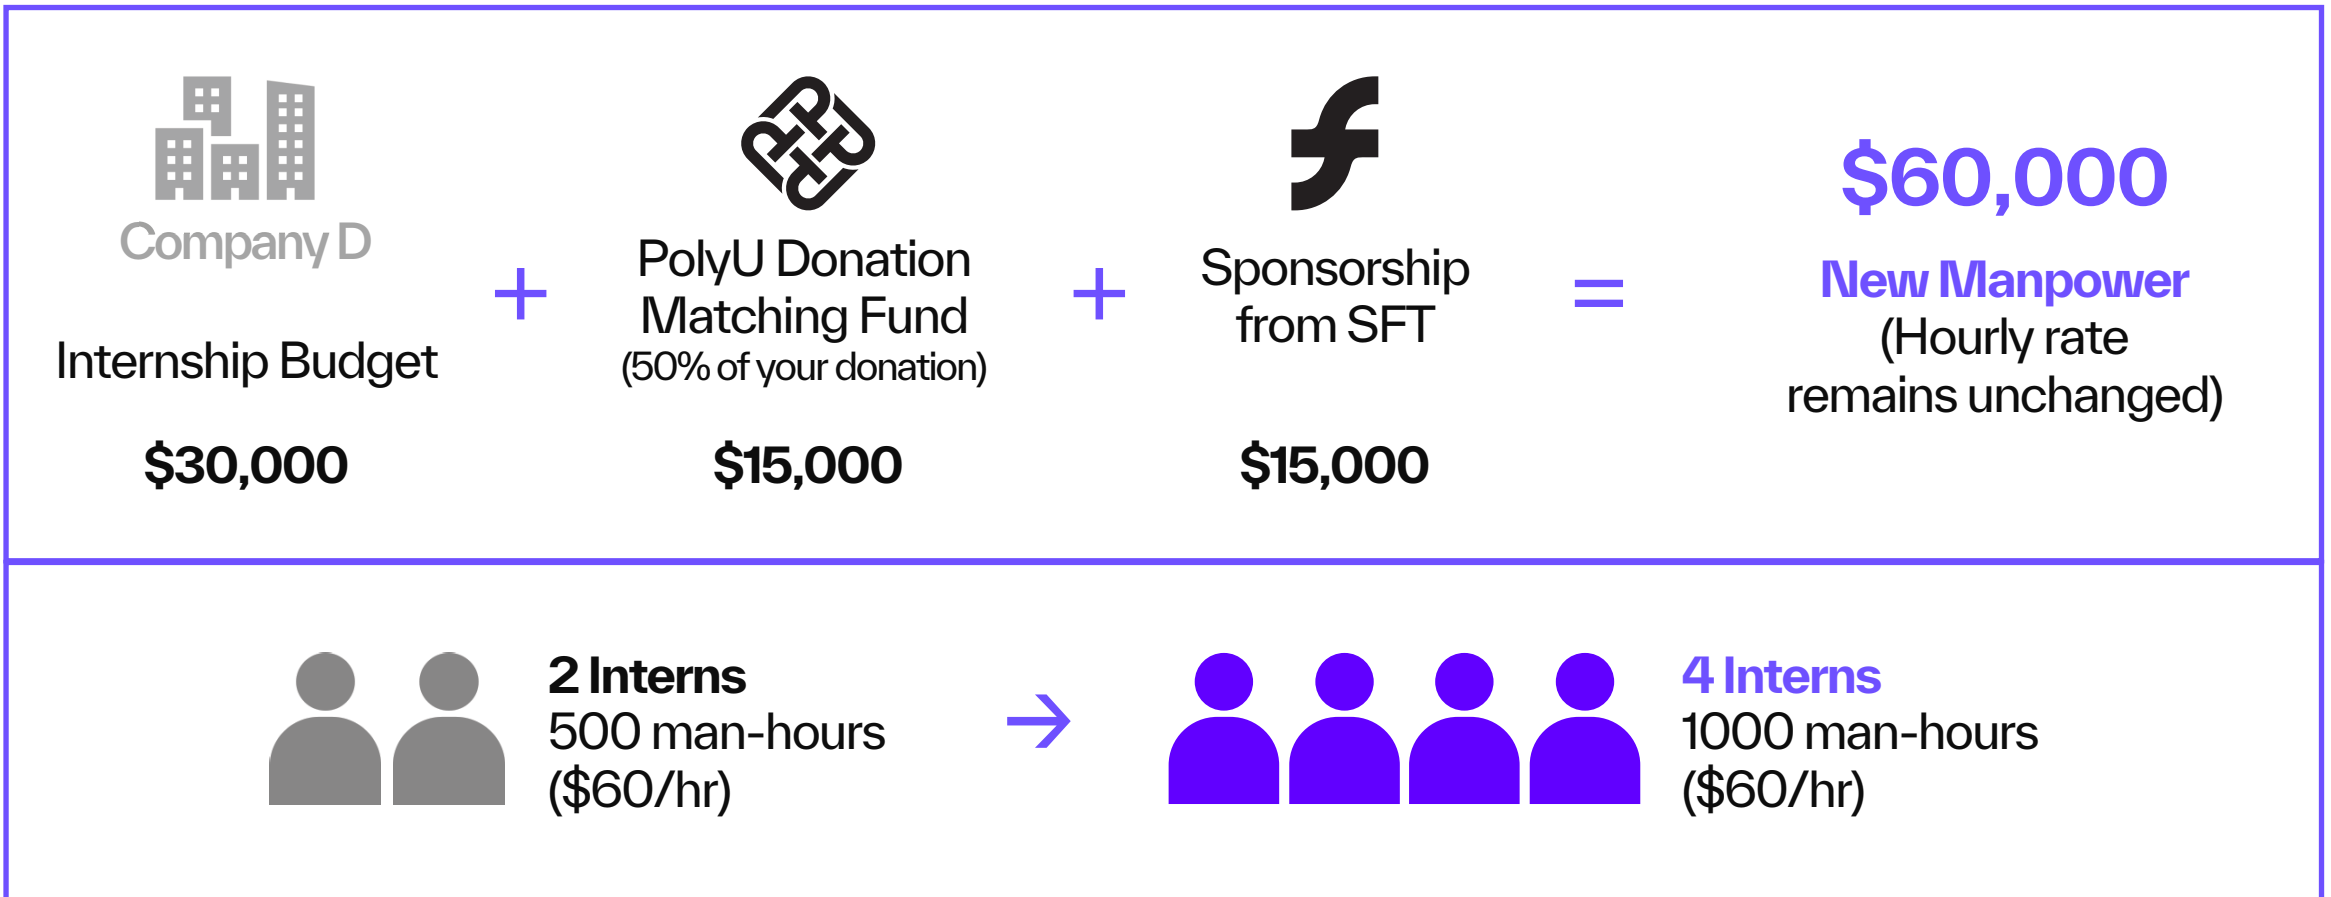 Company D
Internship Budget
$30,000
+
PolyU Donation
Matching Fund
(50% of your donation)
$15,000
+
Sponsorship
from SFT
$15,000
=
$60,000
New Manpower
(Hourly rate
remains unchanged)
2 Interns
500 man-hours
($60/hr)
→
4 Interns
1000 man-hours
($60/hr)